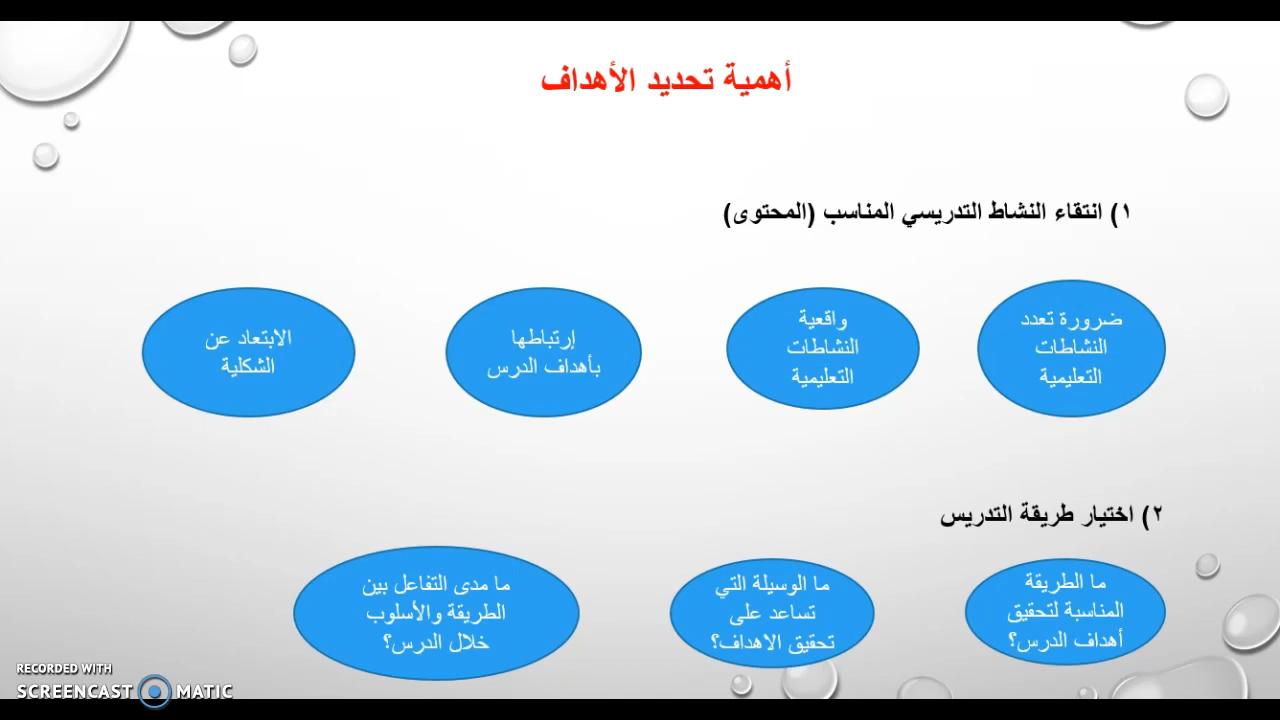 أهمية تحديد الأهداف
١) انتقاء النشاط التدريسي المناسب (المحتوى)
ضرورة تعدد
النشاطات
التعليمية
واقعية
النشاطات
التعليمية
إرتباطها
بأهداف الدرس
الابتعاد عن
الشكلية
٢) اختيار طريقة التدريس
ما الطريقة
المناسبة لتحقيق
أهداف الدرس؟
ما الوسيلة التي
تساعد على
تحقيق الاهداف؟
ما مدى التفاعل بين
الطريقة والأسلوب
خلال الدرس؟
RECORDED WITH
SCREENCAST MATIC